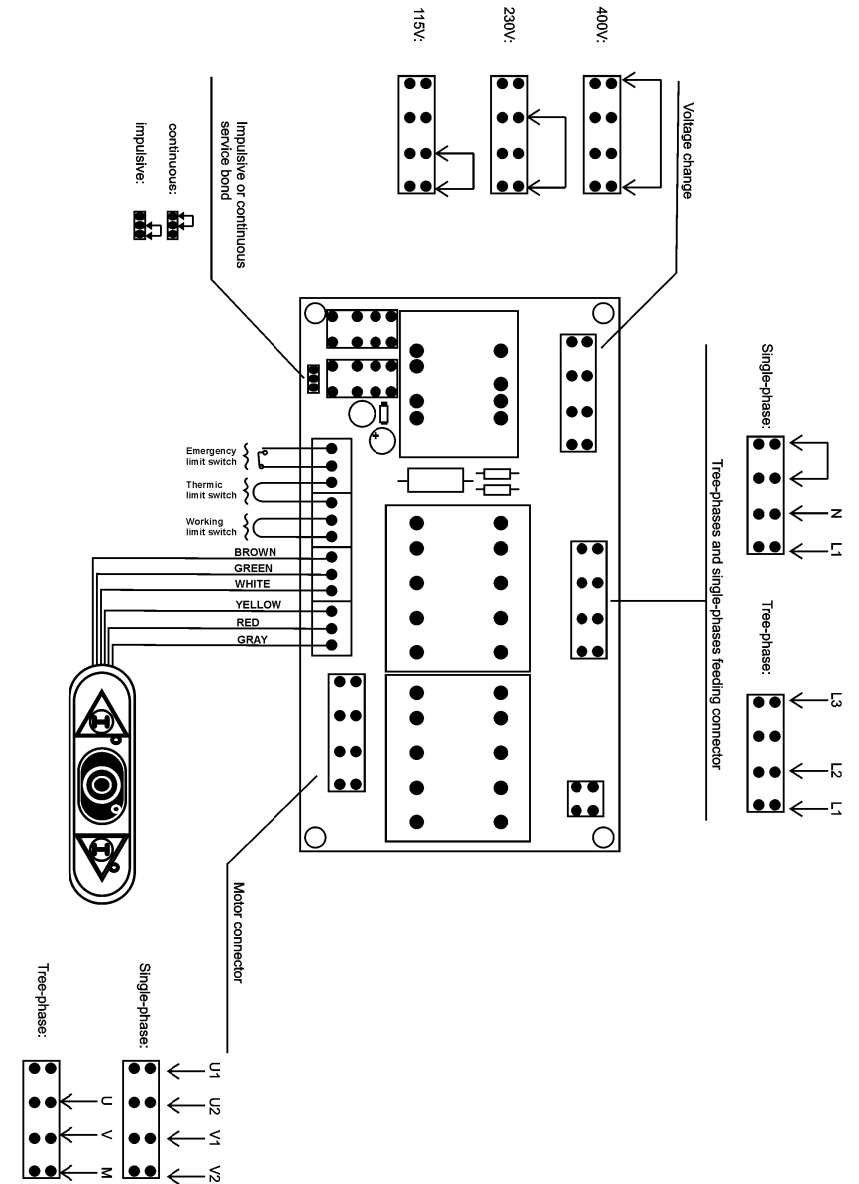 115V:
230V:
400V:
Voltage change
Impulsive or continuous
service bond
continuous:
impulsive:
Single-phase:
N
L1
Tree-phase:
L3
L2
L1
Tree-phases and single-phases feeding connector
Emergency
limit switch
Thermic
limit switch
Working
limit switch
BROWN
GREEN
WHITE
YELLOW
RED
GRAY
+
I
I
Motor connector
Single-phase:
U1
U2
V1
V2
Tree-phase:
U
V
M